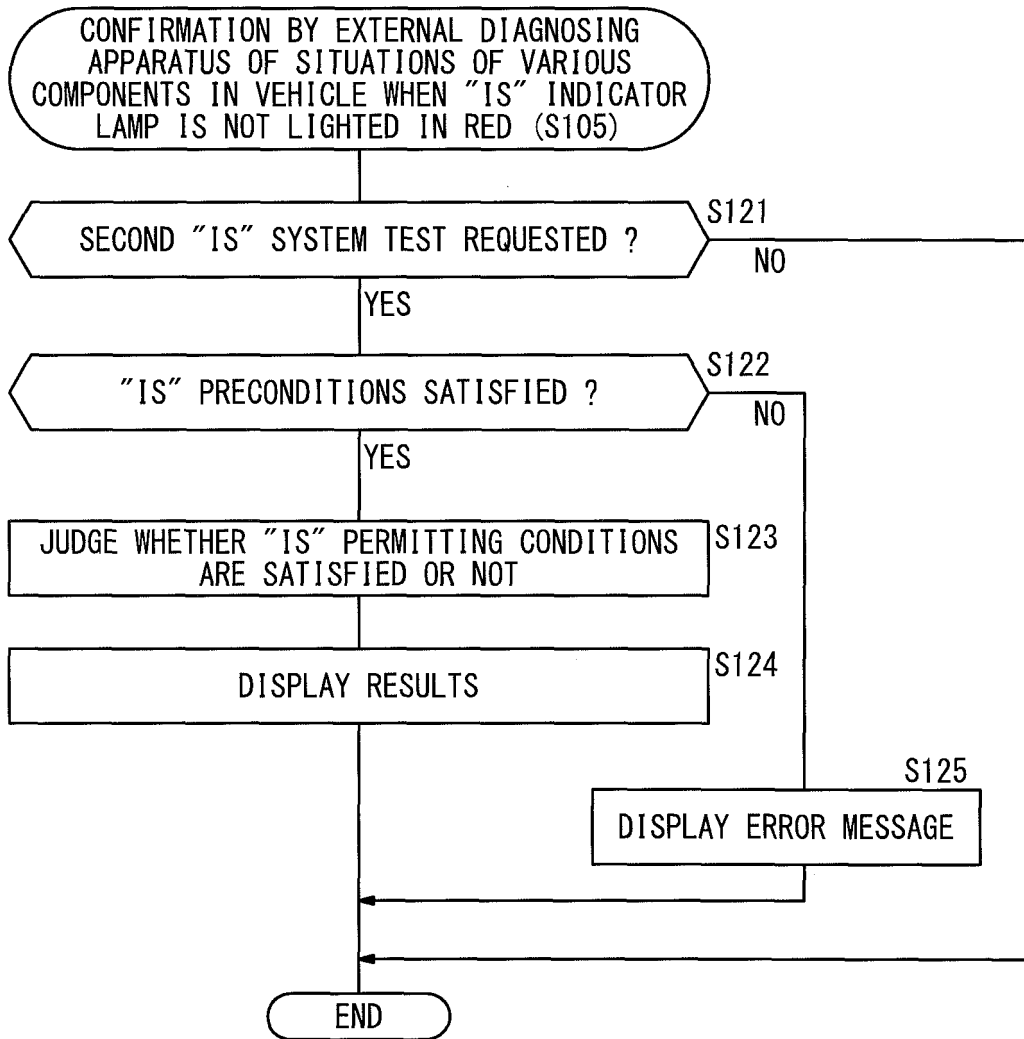 CONFIRMATION BY EXTERNAL DIAGNOSING
APPARATUS OF SITUATIONS OF VARIOUS
COMPONENTS IN VEHICLE WHEN "IS" INDICATOR
LAMP IS NOT LIGHTED IN RED (S105)
S121
SECOND "IS" SYSTEM TEST REQUESTED ?
NO
YES
S122
"IS" PRECONDITIONS SATISFIED ?
NO
YES
JUDGE WHETHER "IS" PERMITTING CONDITIONS
ARE SATISFIED OR NOT
S123
DISPLAY RESULTS
S124
S125
DISPLAY ERROR MESSAGE
END